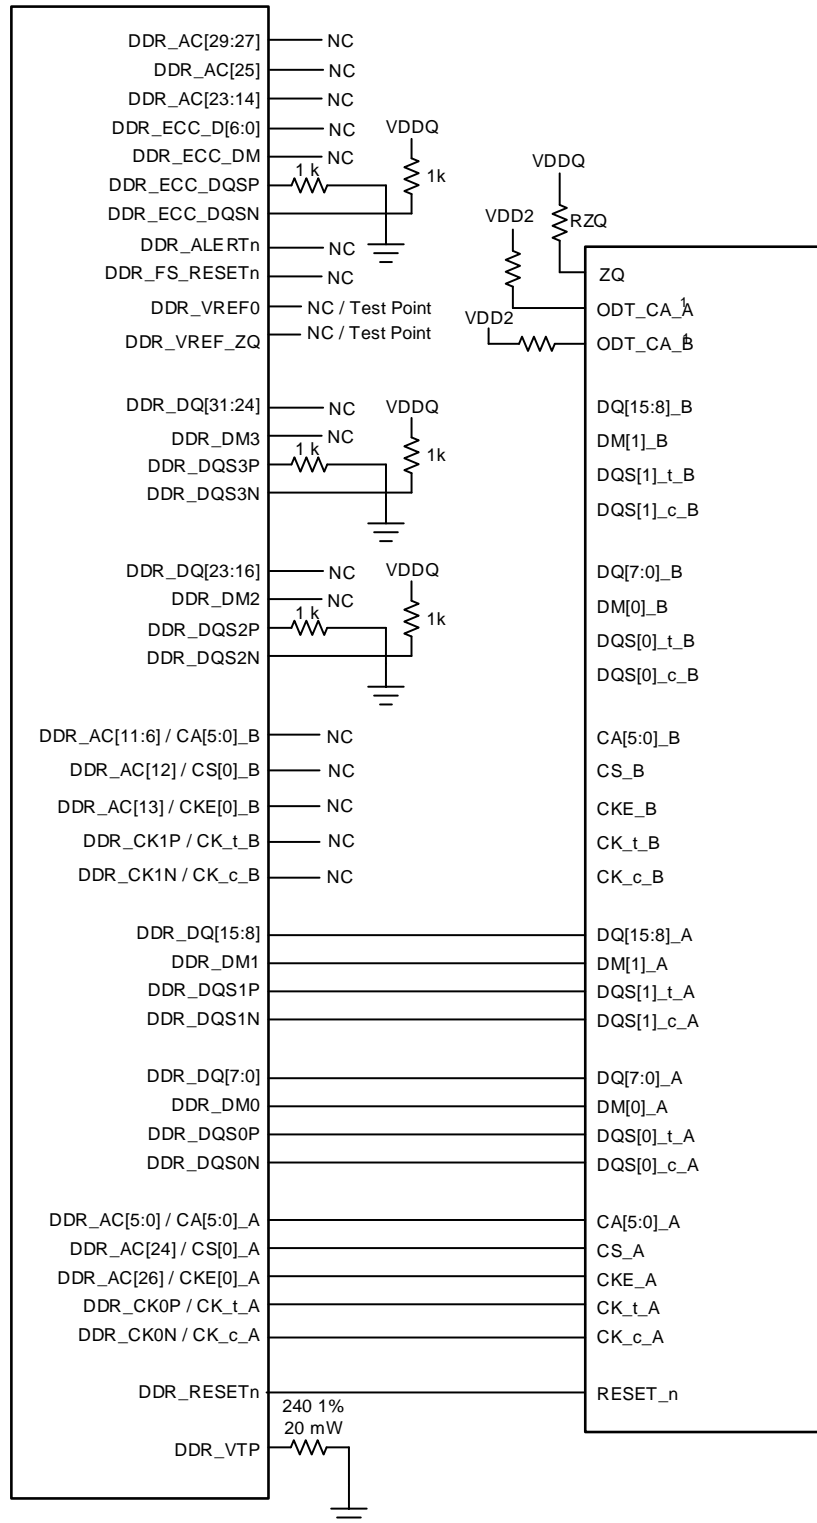 DDR_AC[29:27]
NC
DDR_AC[25]
NC
DDR_AC[23:14]
NC
DDR_ECC_D[6:0]
NC
VDDQ
DDR_ECC_DM
NC
1 k
1k
DDR_ECC_DQSP
DDR_ECC_DQSN
DDR_ALERTn
NC
DDR_FS_RESETn
NC
DDR_VREF0
NC / Test Point
DDR_VREF_ZQ
NC / Test Point
VDDQ
RZQ
VDD2
VDD2
ZQ
ODT_CA_A
1
ODT_CA_B
1
DDR_DQ[31:24]
NC
VDDQ
DDR_DM3
NC
1 k
1k
DDR_DQS3P
DDR_DQS3N
DQ[15:8]_B
DM[1]_B
DQS[1]_t_B
DQS[1]_c_B
DDR_DQ[23:16]
NC
VDDQ
DDR_DM2
NC
1 k
1k
DDR_DQS2P
DDR_DQS2N
DQ[7:0]_B
DM[0]_B
DQS[0]_t_B
DQS[0]_c_B
DDR_AC[11:6] / CA[5:0]_B
NC
CA[5:0]_B
DDR_AC[12] / CS[0]_B
NC
CS_B
DDR_AC[13] / CKE[0]_B
NC
CKE_B
DDR_CK1P / CK_t_B
NC
CK_t_B
DDR_CK1N / CK_c_B
NC
CK_c_B
DDR_DQ[15:8]
DQ[15:8]_A
DDR_DM1
DM[1]_A
DDR_DQS1P
DQS[1]_t_A
DDR_DQS1N
DQS[1]_c_A
DDR_DQ[7:0]
DQ[7:0]_A
DDR_DM0
DM[0]_A
DDR_DQS0P
DQS[0]_t_A
DDR_DQS0N
DQS[0]_c_A
DDR_AC[5:0] / CA[5:0]_A
CA[5:0]_A
DDR_AC[24] / CS[0]_A
CS_A
DDR_AC[26] / CKE[0]_A
CKE_A
DDR_CK0P / CK_t_A
CK_t_A
DDR_CK0N / CK_c_A
CK_c_A
DDR_RESETn
RESET_n
240 1%
20 mW
DDR_VTP